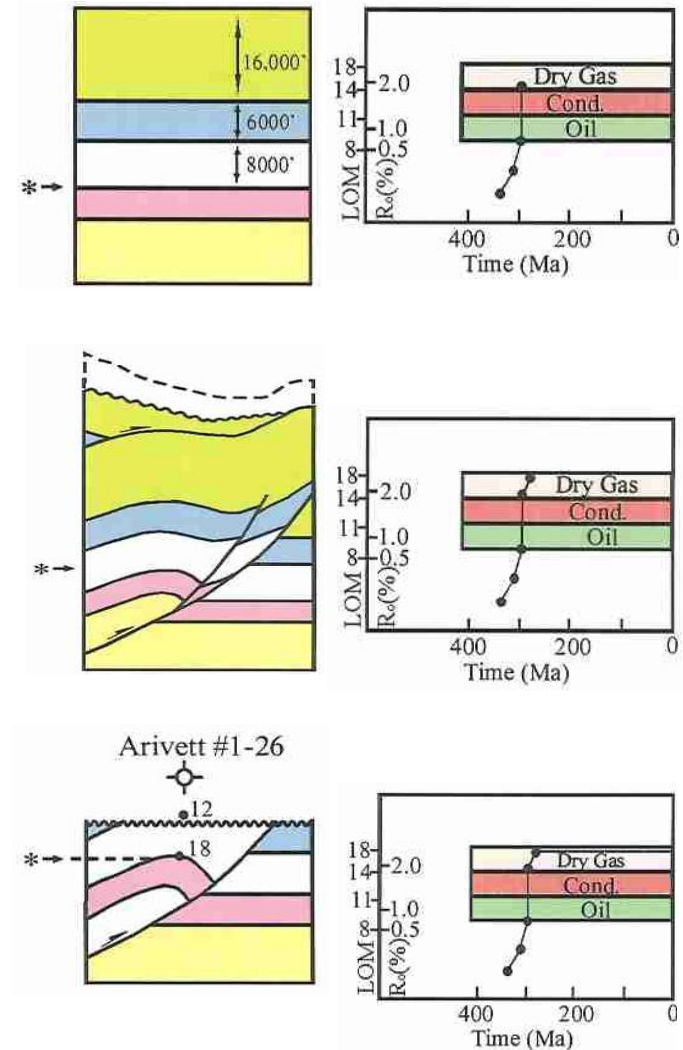 16,000'
6000'
8000'
*
18
14
11
8
LOM
2.0
1.0
0.5
Rₒ(%)
Dry Gas
Cond.
Oil
400
200
0
Time (Ma)
*
18
14
11
8
LOM
2.0
1.0
0.5
Rₒ(%)
Dry Gas
Cond.
Oil
400
200
0
Time (Ma)
Arivett #1-26
12
18
*
18
14
11
8
LOM
2.0
1.0
0.5
Rₒ(%)
Dry Gas
Cond.
Oil
400
200
0
Time (Ma)